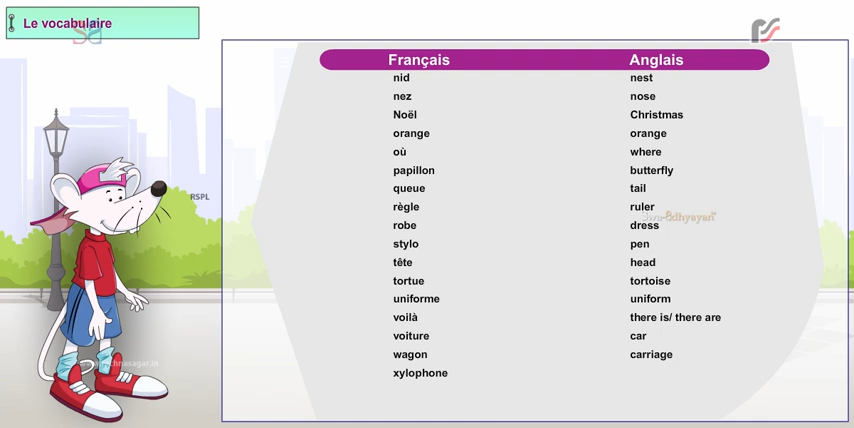 Le vocabulaire
Français Anglais
nid nest
nez nose
Noël Christmas
orange orange
où where
papillon butterfly
queue tail
RSPL
règle ruler
Swa-adhyayan
robe dress
stylo pen
tête head
tortue tortoise
uniforme uniform
voilà there is/ there are
voiture car
wagon carriage
xylophone